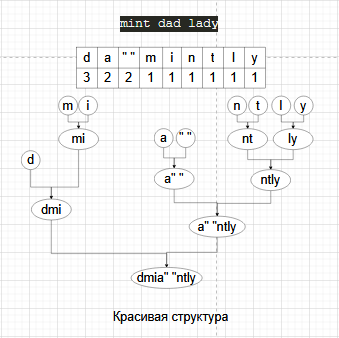 mint dad lady
d a " " m i n t l y
3 2 2 1 1 1 1 1 1
m i n t l y
mi a " " nt ly
d a" " ntly
dmi a" "ntly
dmia" "ntly
Красивая структура